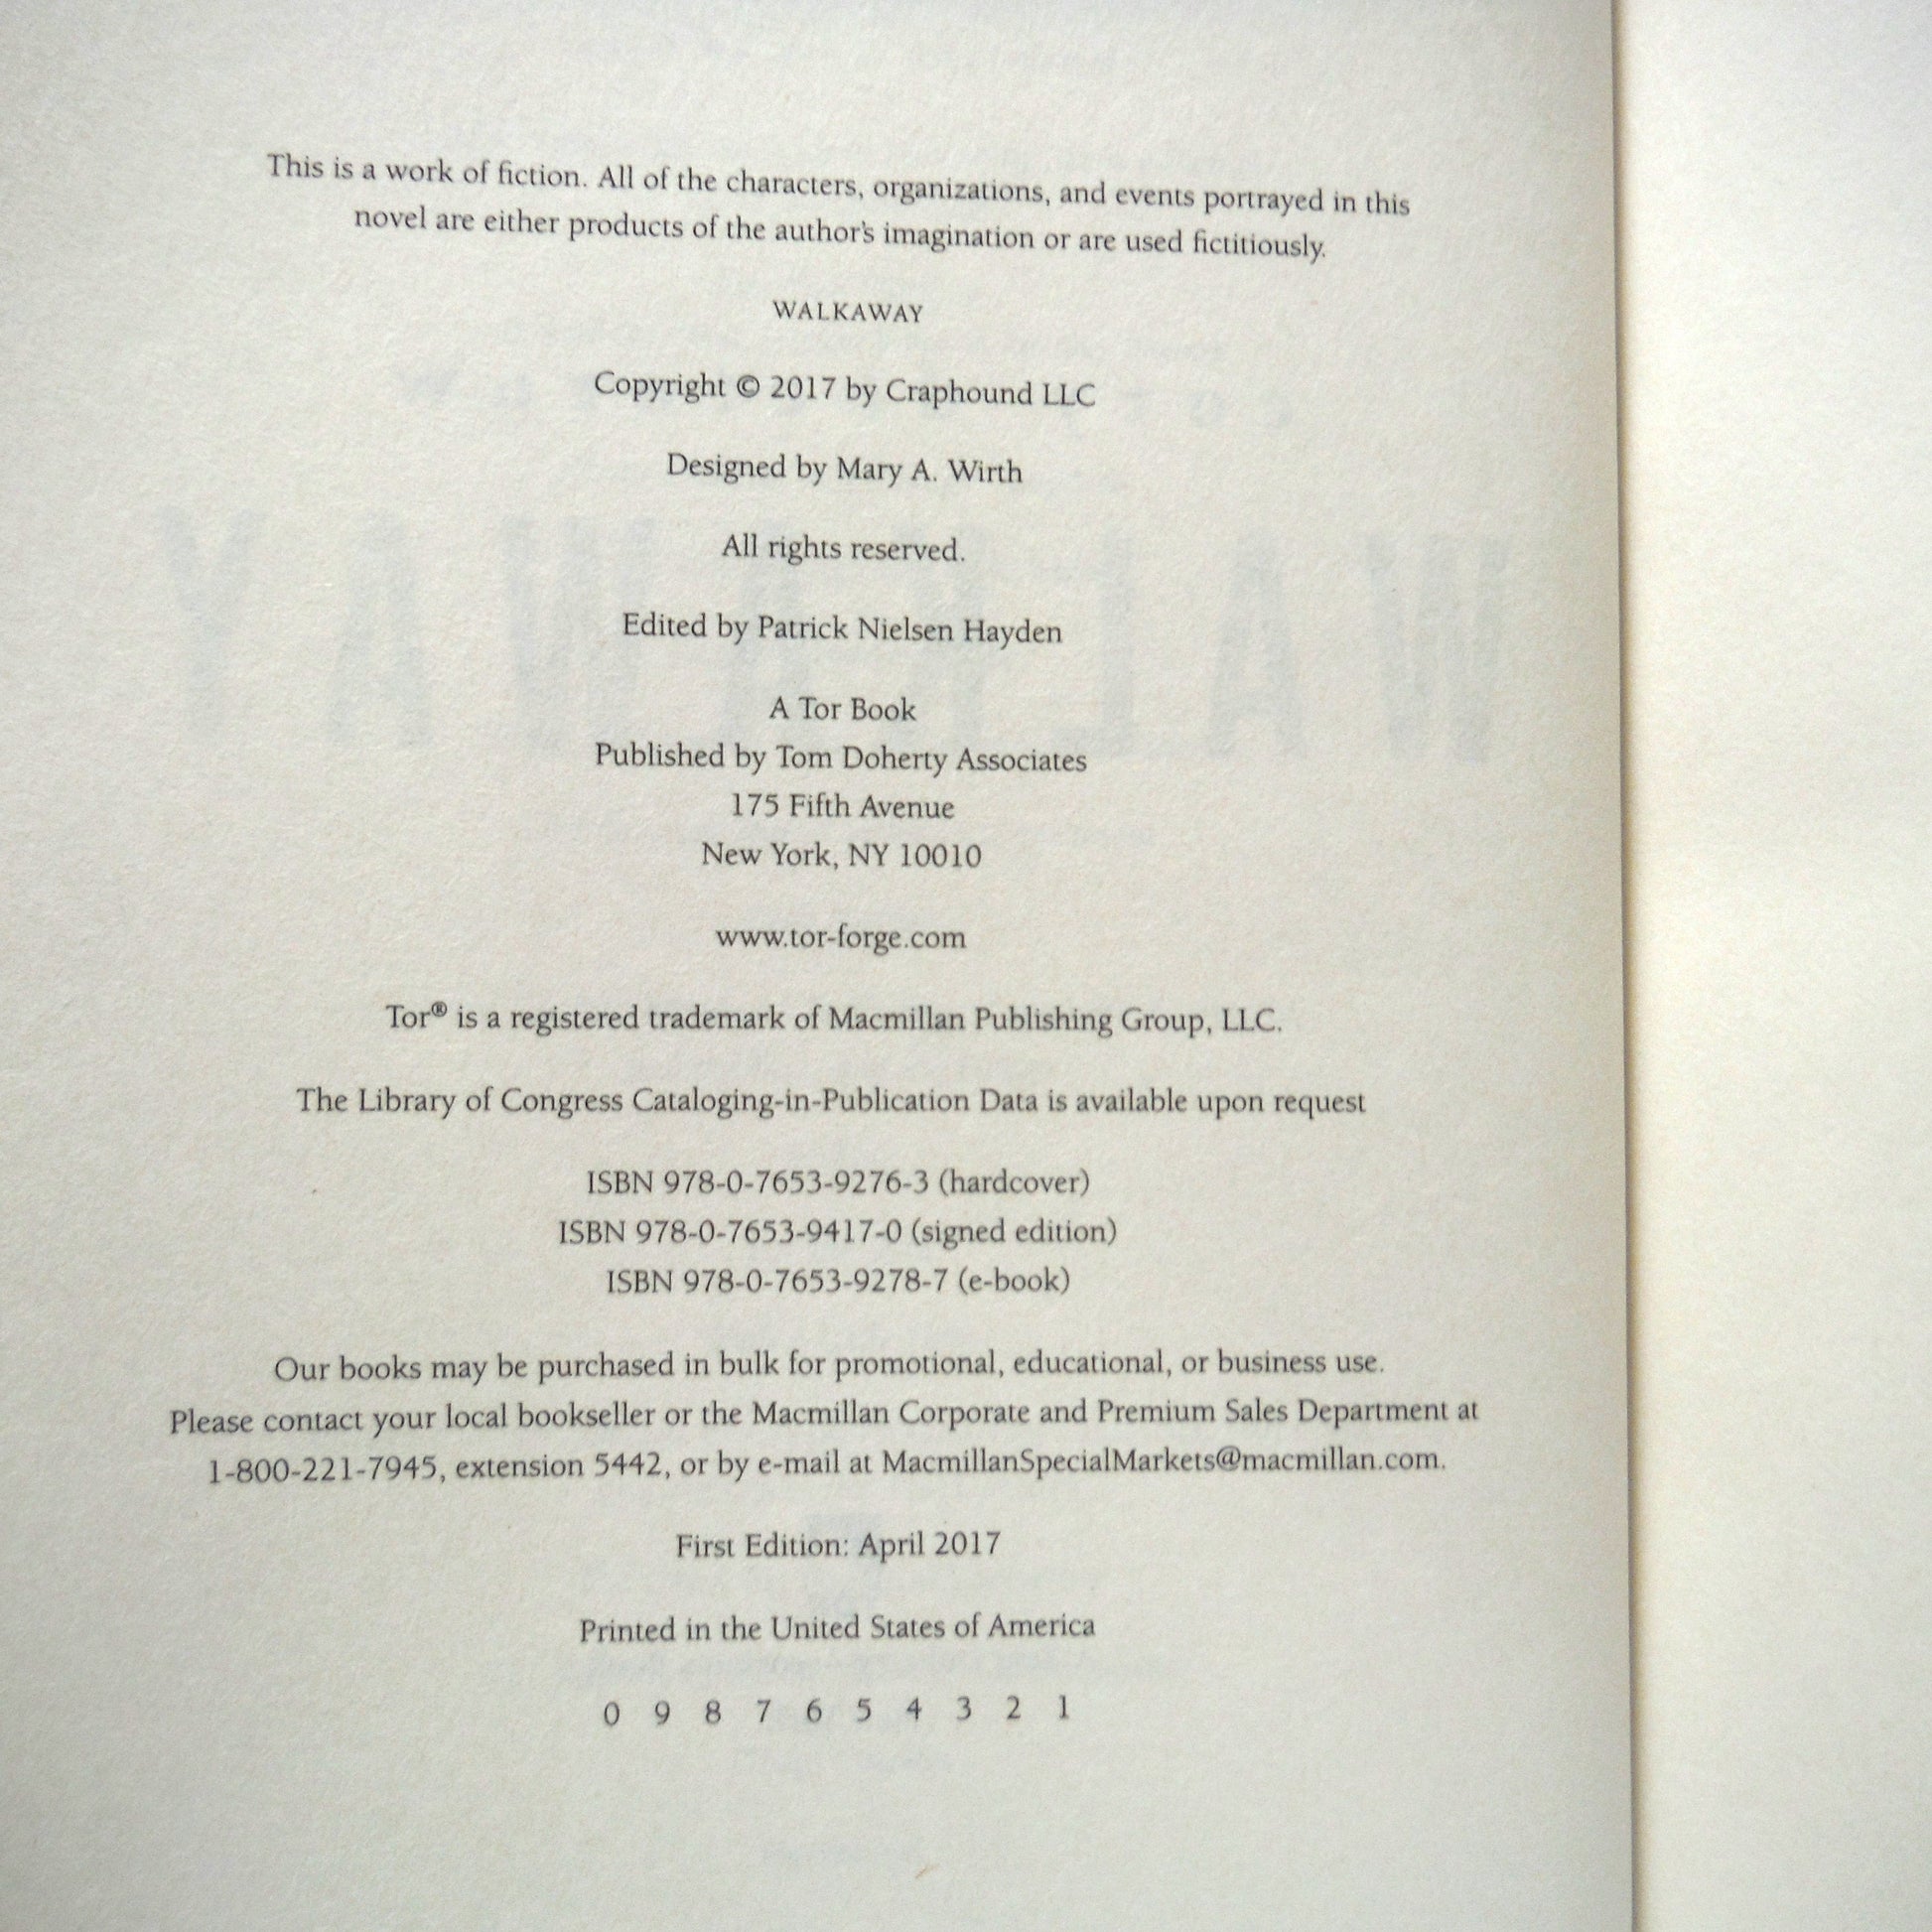 This is a work of fiction. All of the characters, organizations, and events portrayed in this
novel are either products of the author's imagination or are used fictitiously.
WALKAWAY
Copyright © 2017 by Craphound LLC
Designed by Mary A. Wirth
All rights reserved.
Edited by Patrick Nielsen Hayden
A Tor Book
Published by Tom Doherty Associates
175 Fifth Avenue
New York, NY 10010
www.tor-forge.com
Tor® is a registered trademark of Macmillan Publishing Group, LLC.
The Library of Congress Cataloging-in-Publication Data is available upon request
ISBN 978-0-7653-9276-3 (hardcover)
ISBN 978-0-7653-9417-0 (signed edition)
ISBN 978-0-7653-9278-7 (e-book)
Our books may be purchased in bulk for promotional, educational, or business use.
Please contact your local bookseller or the Macmillan Corporate and Premium Sales Department at
1-800-221-7945, extension 5442, or by e-mail at MacmillanSpecialMarkets@macmillan.com.
First Edition: April 2017
Printed in the United States of America
0 9 8 7 6 5 4 3 2 1